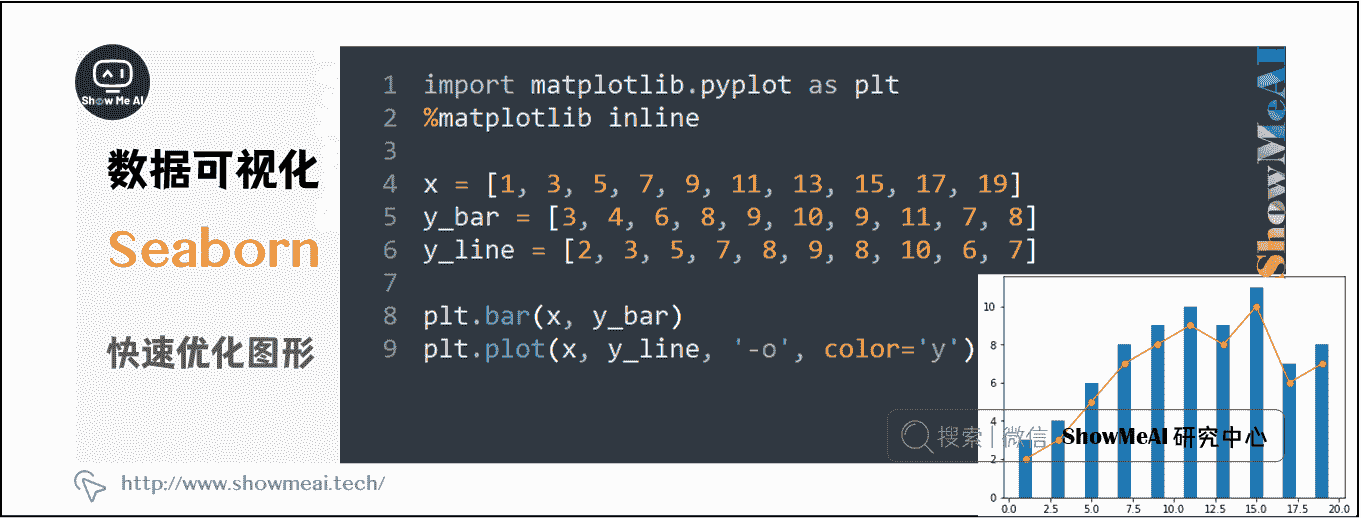 Show Me AI
数据可视化
Seaborn
快速优化图形
http://www.showmeai.tech/
1 import matplotlib.pyplot as plt
2 %matplotlib inline
3
4 x = [1, 3, 5, 7, 9, 11, 13, 15, 17, 19]
5 y_bar = [3, 4, 6, 8, 9, 10, 9, 11, 7, 8]
6 y_line = [2, 3, 5, 7, 8, 9, 8, 10, 6, 7]
7
8 plt.bar(x, y_bar)
9 plt.plot(x, y_line, '-o', color='y')
ShowMeAI
10
8
6
4
2
0
0.0 2.5 5.0 7.5 10.0 12.5 15.0 17.5 20.0
搜索 | 微信 ShowMeAI 研究中心